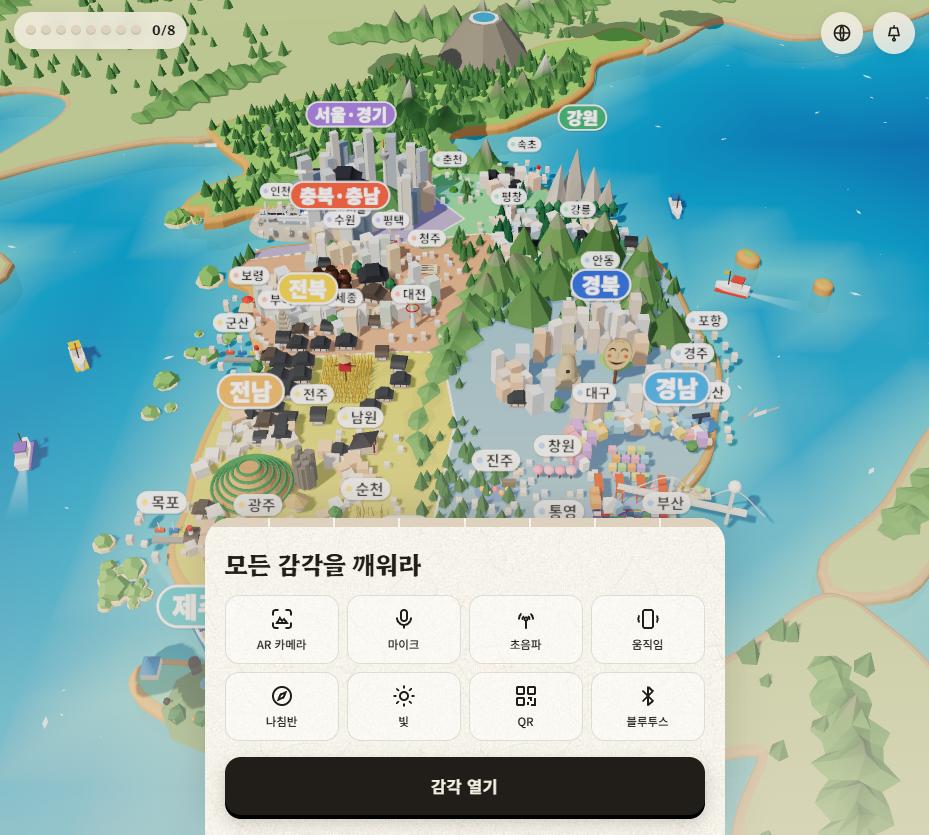 0/8
서울·경기
강원
속초
춘천
인천
충북·충남
평창
강릉
수원
평택
청주
안동
보령
전북
세종
대전
경북
군산
포항
경주
전남
전주
대구
경남
남원
창원
진주
순천
목포
광주
통영
부산
모든 감각을 깨워라
AR 카메라
마이크
초음파
움직임
나침반
빛
QR
블루투스
감각 열기